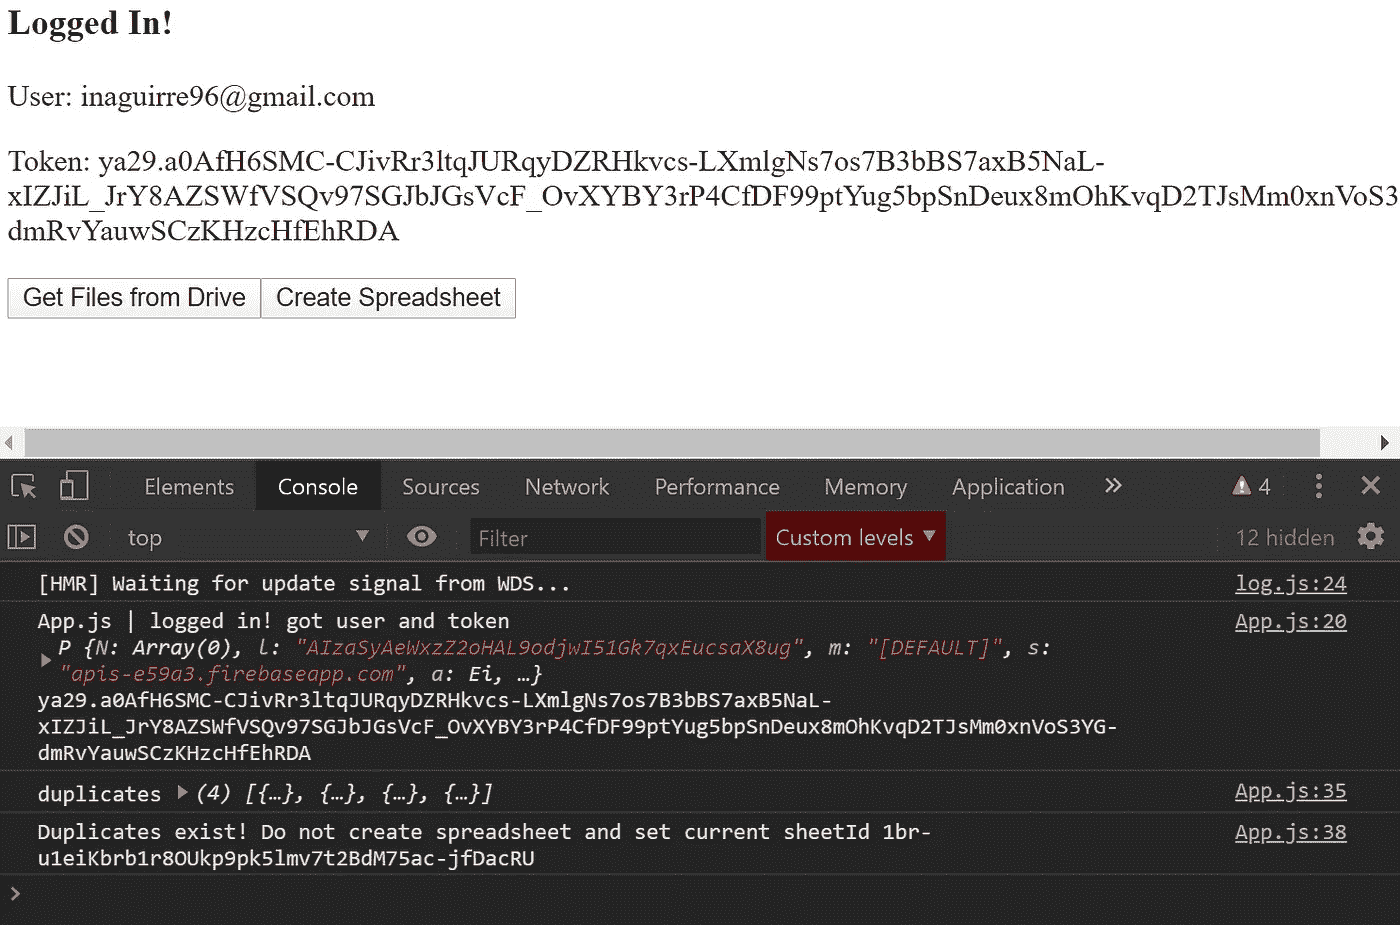 Logged In!
User: inaguirre96@gmail.com
Token: ya29.a0AfH6SMC-CJivRr3ltqJURqyDZRHkvcs-LXmlgNs7os7B3bBS7axB5NaL-
xIZJiL_JrY8AZSWfVSQv97SGJbJGsVcF_OvXYBY3rP4CfDF99ptYug5bpSnDeux8mOhKvqD2TJsMm0xnVoS3
dmRvYauwSCzKHzcHfEhRDA
Get Files from Drive Create Spreadsheet
Elements Console Sources Network Performance Memory Application » 4
top Filter Custom levels 12 hidden
[HMR] Waiting for update signal from WDS... log.js:24
App.js | logged in! got user and token App.js:20
P {N: Array(0), l: "AIzaSyAeWxzZ2oHAL9odjwI51Gk7qxEucsaX8ug", m: "[DEFAULT]", s:
"apis-e59a3.firebaseapp.com", a: Ei, …}
ya29.a0AfH6SMC-CJivRr3ltqJURqyDZRHkvcs-LXmlgNs7os7B3bBS7axB5NaL-
xIZJiL_JrY8AZSWfVSQv97SGJbJGsVcF_OvXYBY3rP4CfDF99ptYug5bpSnDeux8mOhKvqD2TJsMm0xnVoS3YG-
dmRvYauwSCzKHzcHfEhRDA
duplicates (4) [{…}, {…}, {…}, {…}] App.js:35
Duplicates exist! Do not create spreadsheet and set current sheetId 1br- App.js:38
u1eiKbrb1r8OUkp9pk5lmv7t2BdM75ac-jfDacRU